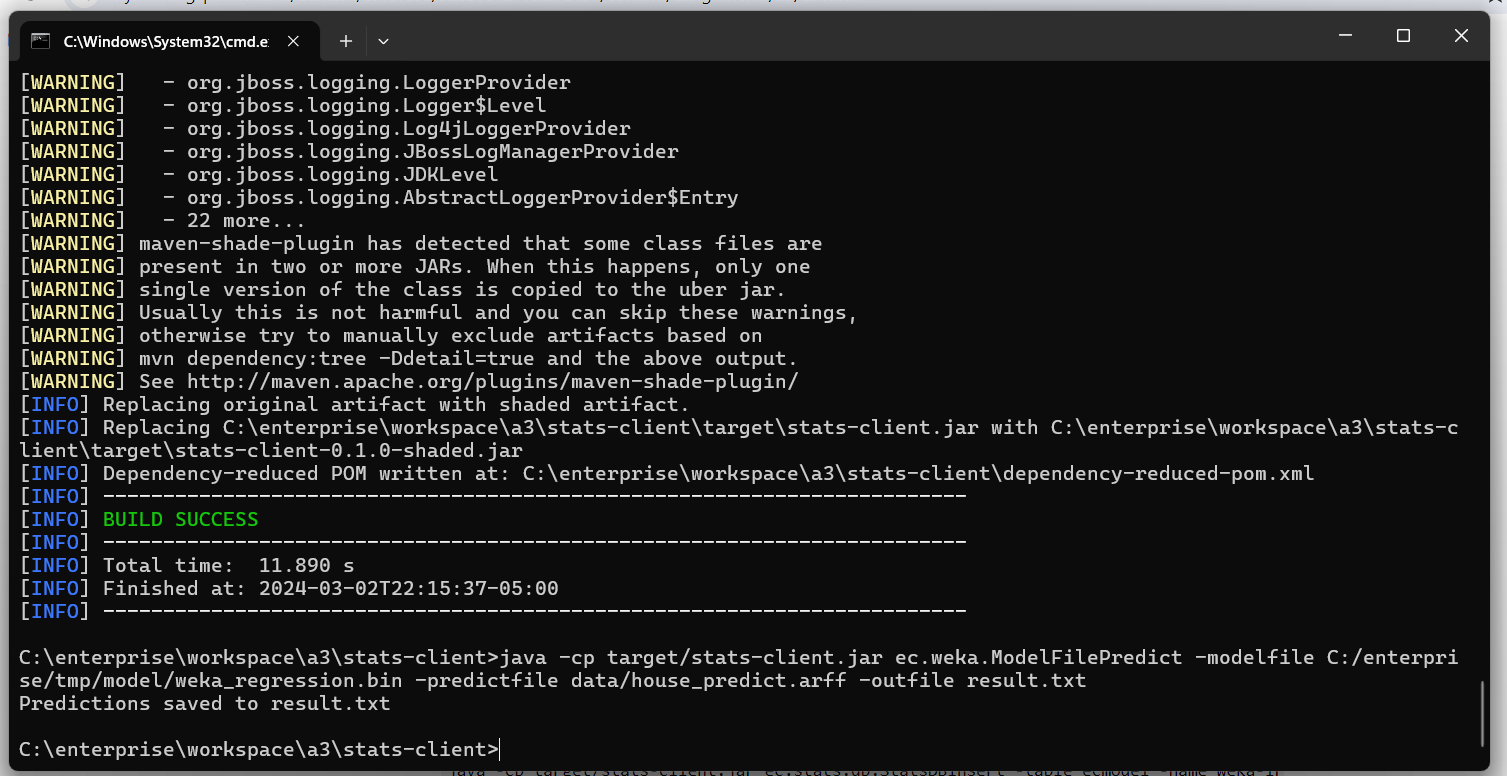 C:\Windows\System32\cmd.e
[WARNING]   - org.jboss.logging.LoggerProvider
[WARNING]   - org.jboss.logging.Logger$Level
[WARNING]   - org.jboss.logging.Log4jLoggerProvider
[WARNING]   - org.jboss.logging.JBossLogManagerProvider
[WARNING]   - org.jboss.logging.JDKLevel
[WARNING]   - org.jboss.logging.AbstractLoggerProvider$Entry
[WARNING]   - 22 more...
[WARNING] maven-shade-plugin has detected that some class files are
[WARNING] present in two or more JARs. When this happens, only one
[WARNING] single version of the class is copied to the uber jar.
[WARNING] Usually this is not harmful and you can skip these warnings,
[WARNING] otherwise try to manually exclude artifacts based on
[WARNING] mvn dependency:tree -Ddetail=true and the above output.
[WARNING] See http://maven.apache.org/plugins/maven-shade-plugin/
[INFO] Replacing original artifact with shaded artifact.
[INFO] Replacing C:\enterprise\workspace\a3\stats-client\target\stats-client.jar with C:\enterprise\workspace\a3\stats-c
lient\target\stats-client-0.1.0-shaded.jar
[INFO] Dependency-reduced POM written at: C:\enterprise\workspace\a3\stats-client\dependency-reduced-pom.xml
[INFO] ------------------------------------------------------------------------
[INFO] BUILD SUCCESS
[INFO] ------------------------------------------------------------------------
[INFO] Total time:  11.890 s
[INFO] Finished at: 2024-03-02T22:15:37-05:00
[INFO] ------------------------------------------------------------------------
C:\enterprise\workspace\a3\stats-client>java -cp target/stats-client.jar ec.weka.ModelFilePredict -modelfile C:/enterpri
se/tmp/model/weka_regression.bin -predictfile data/house_predict.arff -outfile result.txt
Predictions saved to result.txt
C:\enterprise\workspace\a3\stats-client>